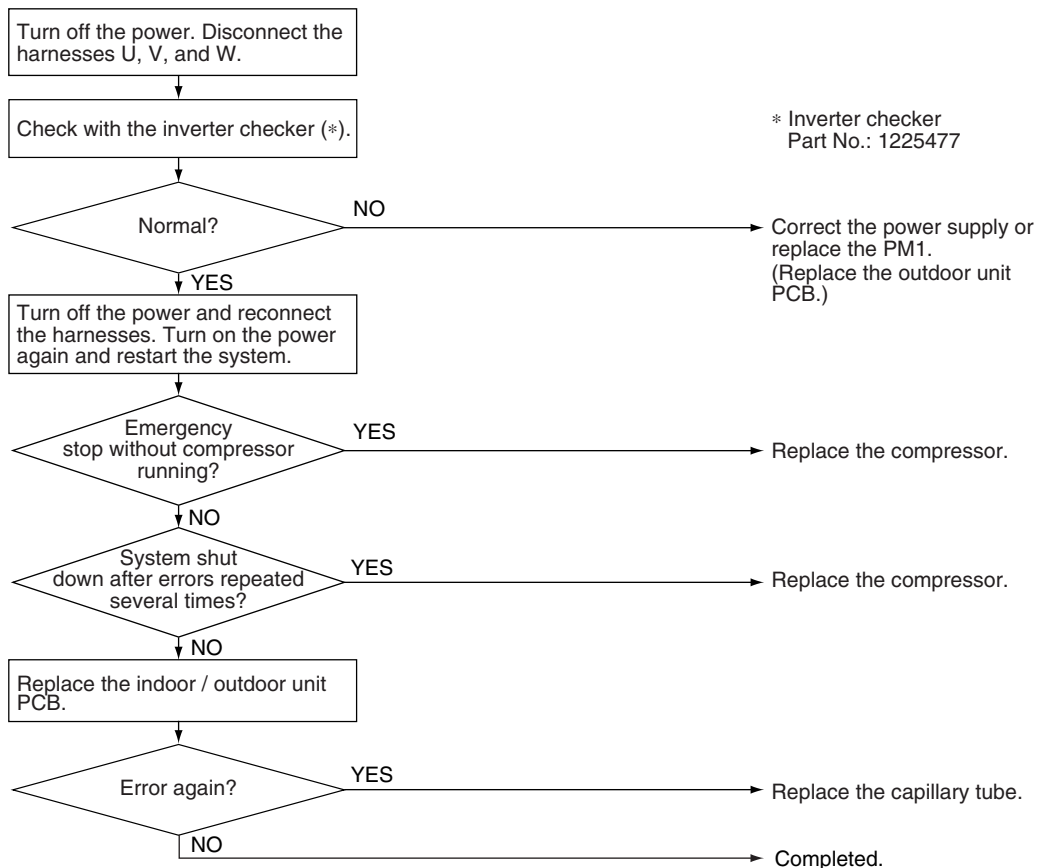 Turn off the power. Disconnect the
harnesses U, V, and W.
Check with the inverter checker (*).
* Inverter checker
Part No.: 1225477
Normal?
NO
Correct the power supply or
replace the PM1.
(Replace the outdoor unit
PCB.)
YES
Turn off the power and reconnect
the harnesses. Turn on the power
again and restart the system.
Emergency
stop without compressor
running?
YES
Replace the compressor.
NO
System shut
down after errors repeated
several times?
YES
Replace the compressor.
NO
Replace the indoor / outdoor unit
PCB.
Error again?
YES
Replace the capillary tube.
NO
Completed.